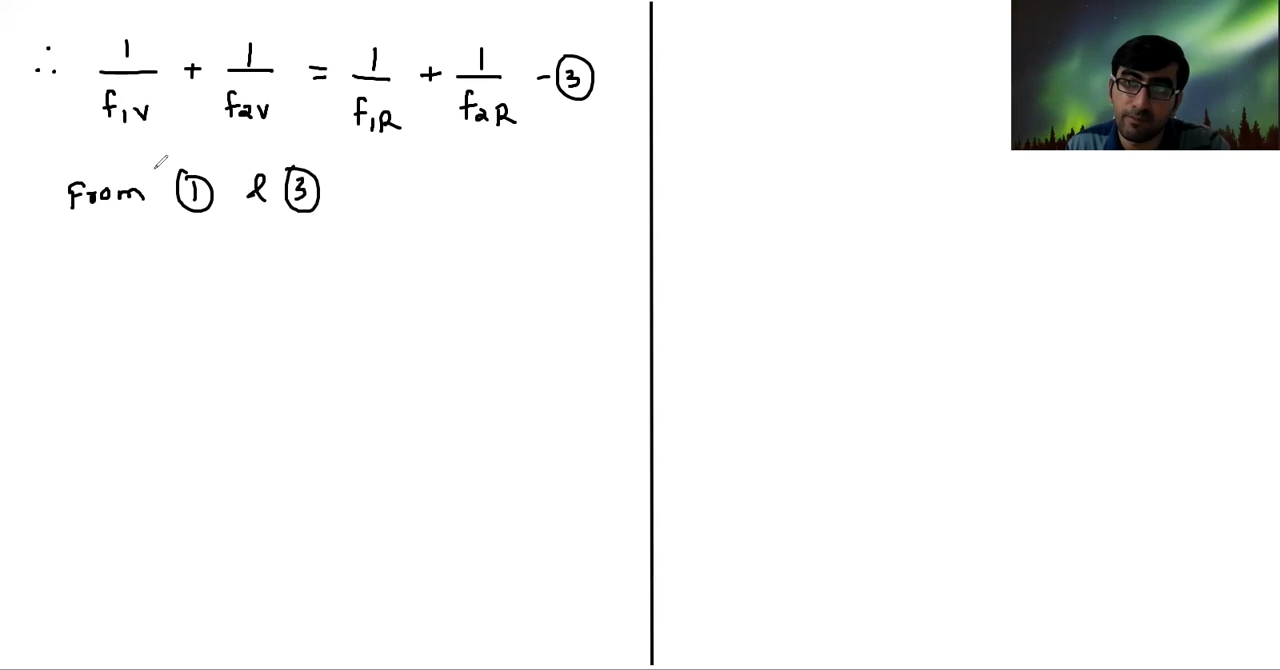 ∴ 1/f₁V + 1/f₂V = 1/f₁R + 1/f₂R - ③
From ① & ③